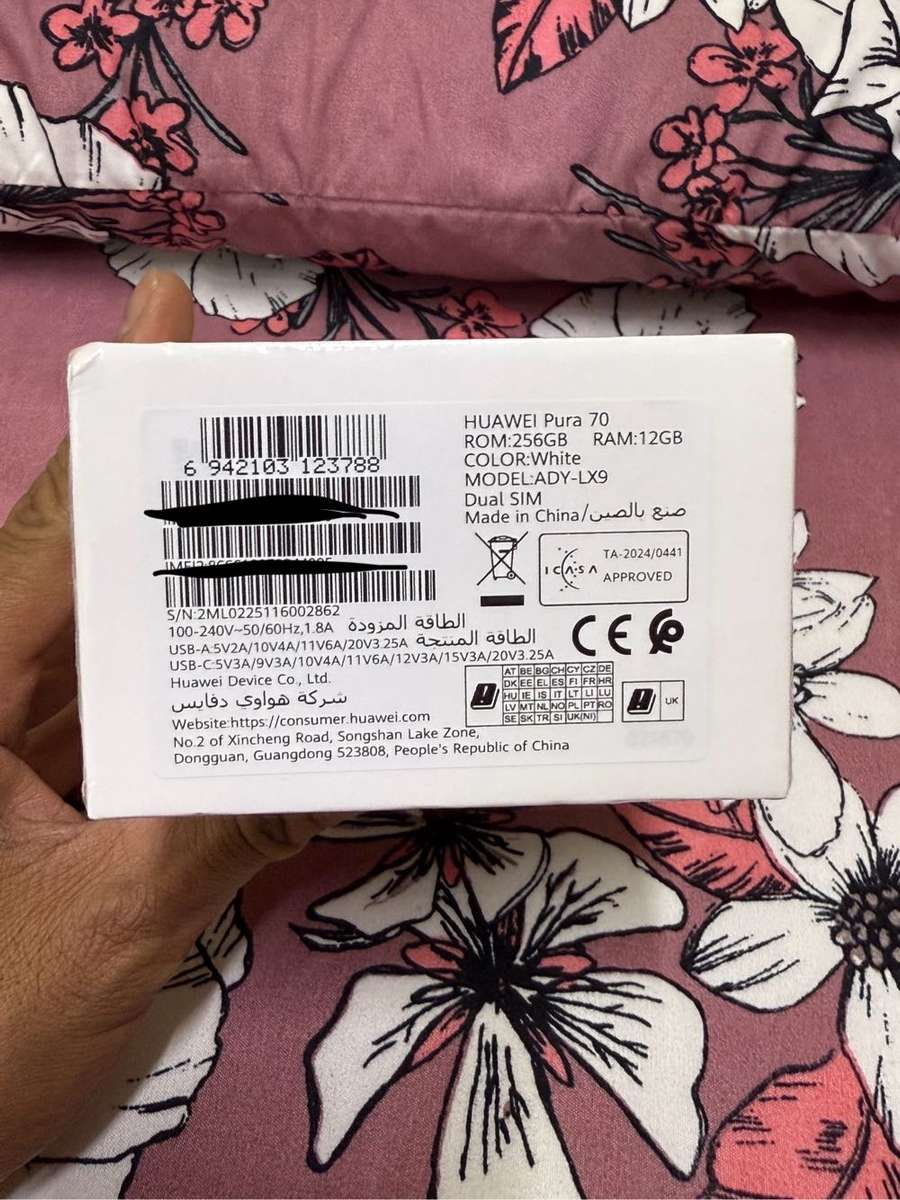 6 942103 123788
S/N:2ML0225116002862
100-240V~50/60Hz,1.8A الطاقة المزودة
USB-A:5V2A/10V4A/11V6A/20V3.25A الطاقة المنتجة
USB-C:5V3A/9V3A/10V4A/11V6A/12V3A/15V3A/20V3.25A
Huawei Device Co., Ltd.
شركة هواوي دفايس
Website:https://consumer.huawei.com
No.2 of Xincheng Road, Songshan Lake Zone,
Dongguan, Guangdong 523808, People's Republic of China
HUAWEI Pura 70
ROM:256GB RAM:12GB
COLOR:White
MODEL:ADY-LX9
Dual SIM
Made in China/صنع بالصين
ICASA
TA-2024/0441
APPROVED
CE
AT BE BG CH CY CZ DE
DK EE EL ES FI FR HR
HU IE IS IT LT LI LU
LV MT NL NO PL PT RO
SE SK TR SI UK(NI)
UK